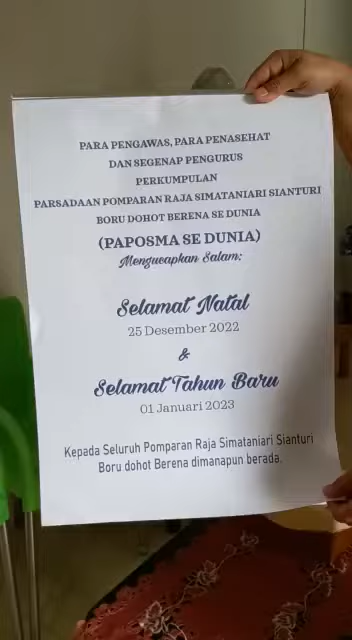 PARA PENGAWAS, PARA PENASEHAT
DAN SEGENAP PENGURUS
PERKUMPULAN
PARSADAAN POMPARAN RAJA SIMATANIARI SIANTURI
BORU DOHOT BERENA SE DUNIA
(PAPOSMA SE DUNIA)
Mengucapkan Salam:
Selamat Natal
25 Desember 2022
&
Selamat Tahun Baru
01 Januari 2023
Kepada Seluruh Pomparan Raja Simataniari Sianturi
Boru dohot Berena dimanapun berada.